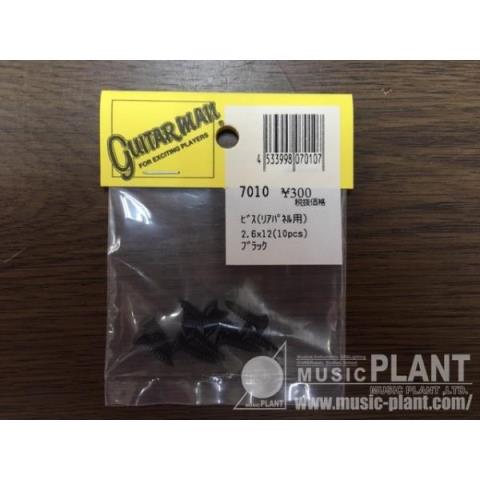 GUITAR MAN
FOR EXCITING PLAYERS
4 533998 070107
7010 ¥300
税抜価格
ﾋﾞｽ(ﾘｱﾊﾟﾈﾙ用)
2.6x12(10pcs)
ﾌﾞﾗｯｸ
MUSIC PLANT
MUSIC PLANT ,LTD.
MUSIC PLANT
www.music-plant.com/